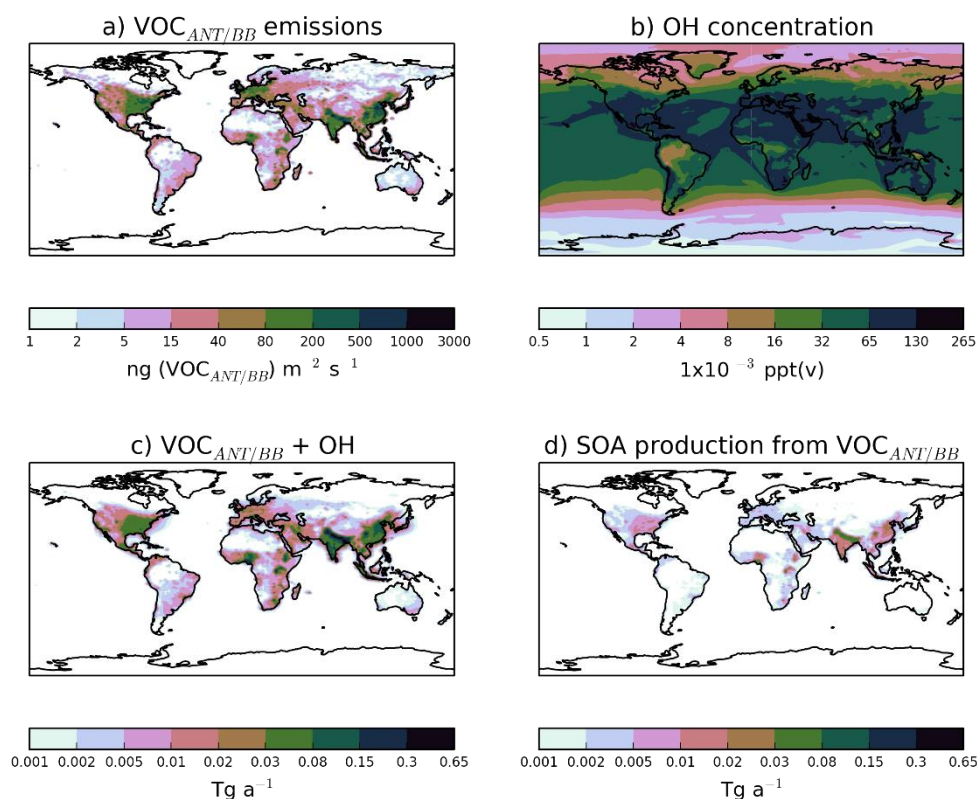 a) VOC_ANT/BB emissions
b) OH concentration
1 2 5 15 40 80 200 500 1000 3000
ng (VOC_ANT/BB) m⁻² s⁻¹
0.5 1 2 4 8 16 32 65 130 265
1x10⁻³ ppt(v)
c) VOC_ANT/BB + OH
d) SOA production from VOC_ANT/BB
0.001 0.002 0.005 0.01 0.02 0.03 0.08 0.15 0.3 0.65
Tg a⁻¹
0.001 0.002 0.005 0.01 0.02 0.03 0.08 0.15 0.3 0.65
Tg a⁻¹